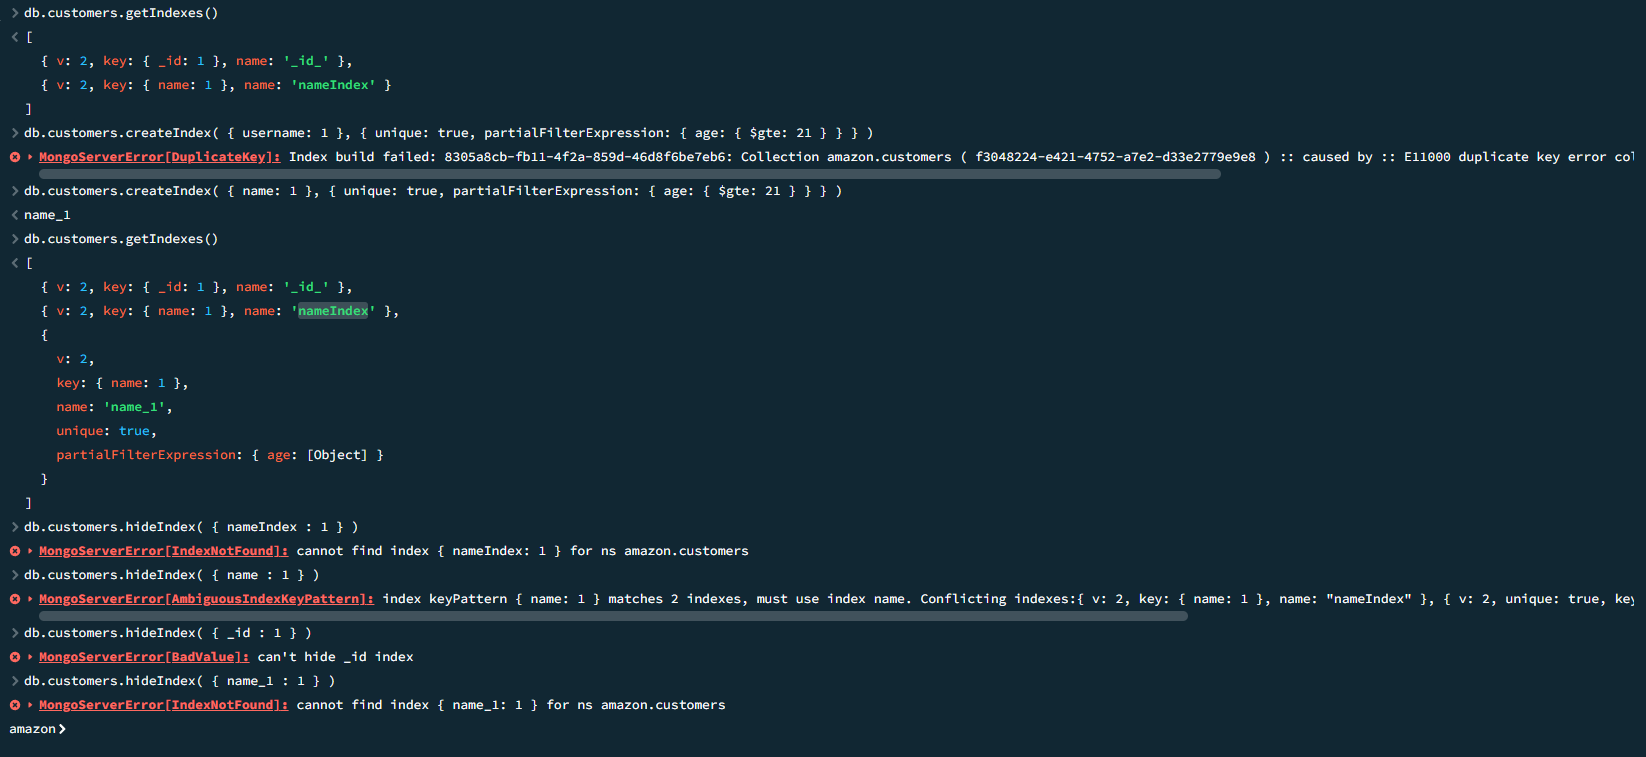 > db.customers.getIndexes()
< [
{ v: 2, key: { _id: 1 }, name: '_id_' },
{ v: 2, key: { name: 1 }, name: 'nameIndex' }
]
> db.customers.createIndex( { username: 1 }, { unique: true, partialFilterExpression: { age: { $gte: 21 } } } )
MongoServerError[DuplicateKey]: Index build failed: 8305a8cb-fb11-4f2a-859d-46d8f6be7eb6: Collection amazon.customers ( f3048224-e421-4752-a7e2-d33e2779e9e8 ) :: caused by :: E11000 duplicate key error col
> db.customers.createIndex( { name: 1 }, { unique: true, partialFilterExpression: { age: { $gte: 21 } } } )
< name_1
> db.customers.getIndexes()
< [
{ v: 2, key: { _id: 1 }, name: '_id_' },
{ v: 2, key: { name: 1 }, name: 'nameIndex' },
{
v: 2,
key: { name: 1 },
name: 'name_1',
unique: true,
partialFilterExpression: { age: [Object] }
}
]
> db.customers.hideIndex( { nameIndex : 1 } )
MongoServerError[IndexNotFound]: cannot find index { nameIndex: 1 } for ns amazon.customers
> db.customers.hideIndex( { name : 1 } )
MongoServerError[AmbiguousIndexKeyPattern]: index keyPattern { name: 1 } matches 2 indexes, must use index name. Conflicting indexes:{ v: 2, key: { name: 1 }, name: "nameIndex" }, { v: 2, unique: true, key
> db.customers.hideIndex( { _id : 1 } )
MongoServerError[BadValue]: can't hide _id index
> db.customers.hideIndex( { name_1 : 1 } )
MongoServerError[IndexNotFound]: cannot find index { name_1: 1 } for ns amazon.customers
amazon>